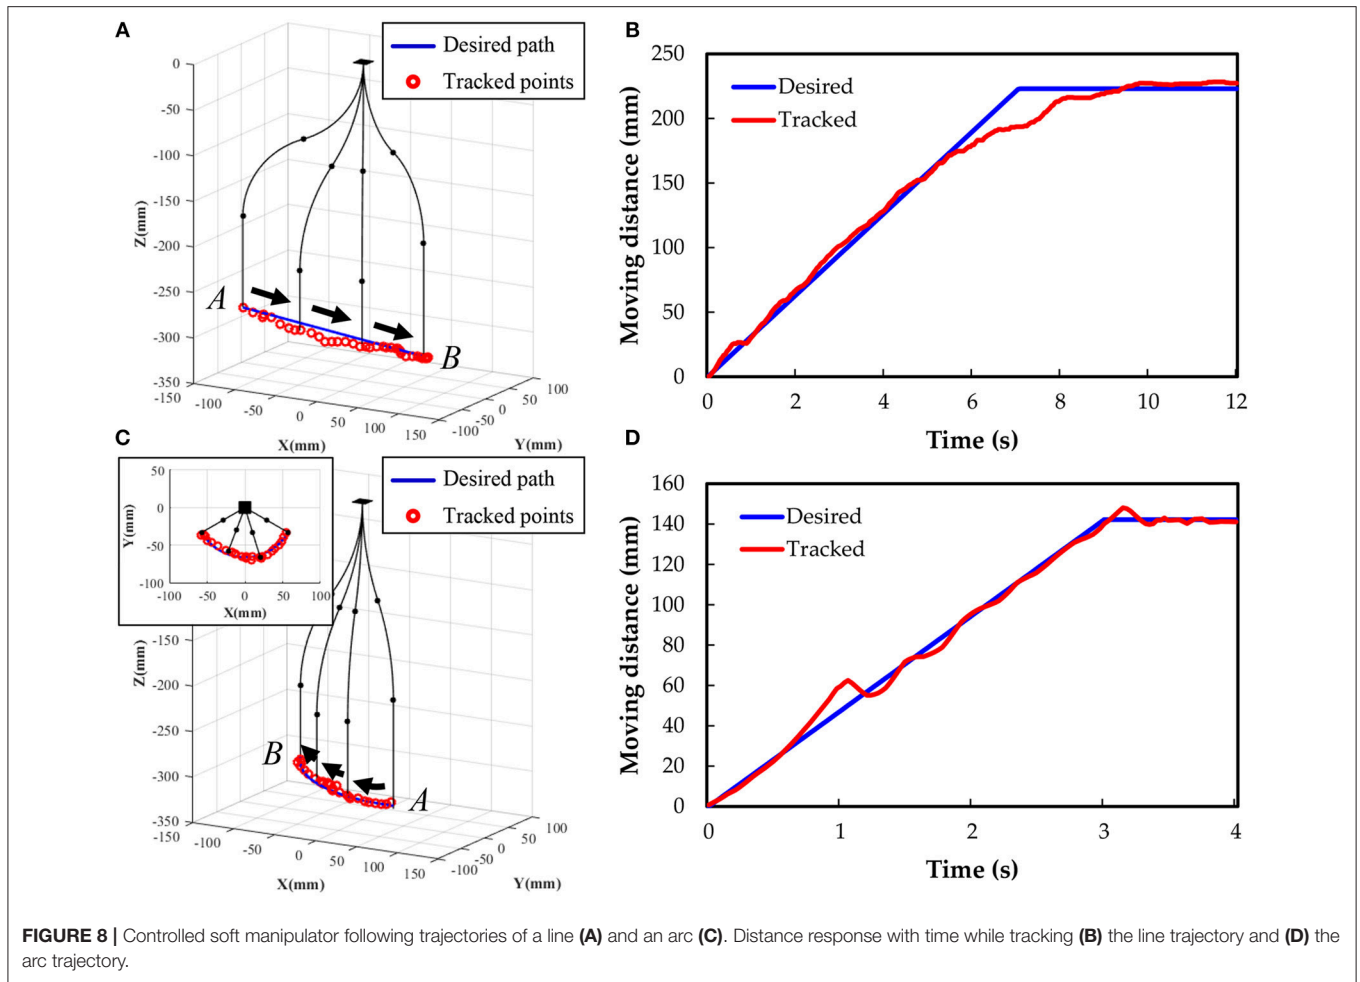 A
Desired path
Tracked points
0
-50
-100
-150
-200
-250
-300
-350
Z(mm)
A
B
-150
-100
-50
0
50
100
150
X(mm)
-100
-50
0
50
100
Y(mm)
B
250
200
150
100
50
0
Moving distance (mm)
Desired
Tracked
0 2 4 6 8 10 12
Time (s)
C
50
0
-50
-100
Y(mm)
-100 -50 0 50 100
X(mm)
Desired path
Tracked points
-150
-200
-250
-300
-350
Z(mm)
B
A
-150
-100
-50
0
50
100
150
X(mm)
-100
-50
0
50
100
Y(mm)
D
160
140
120
100
80
60
40
20
0
Moving distance (mm)
Desired
Tracked
0 1 2 3 4
Time (s)
FIGURE 8 | Controlled soft manipulator following trajectories of a line (A) and an arc (C). Distance response with time while tracking (B) the line trajectory and (D) the
arc trajectory.